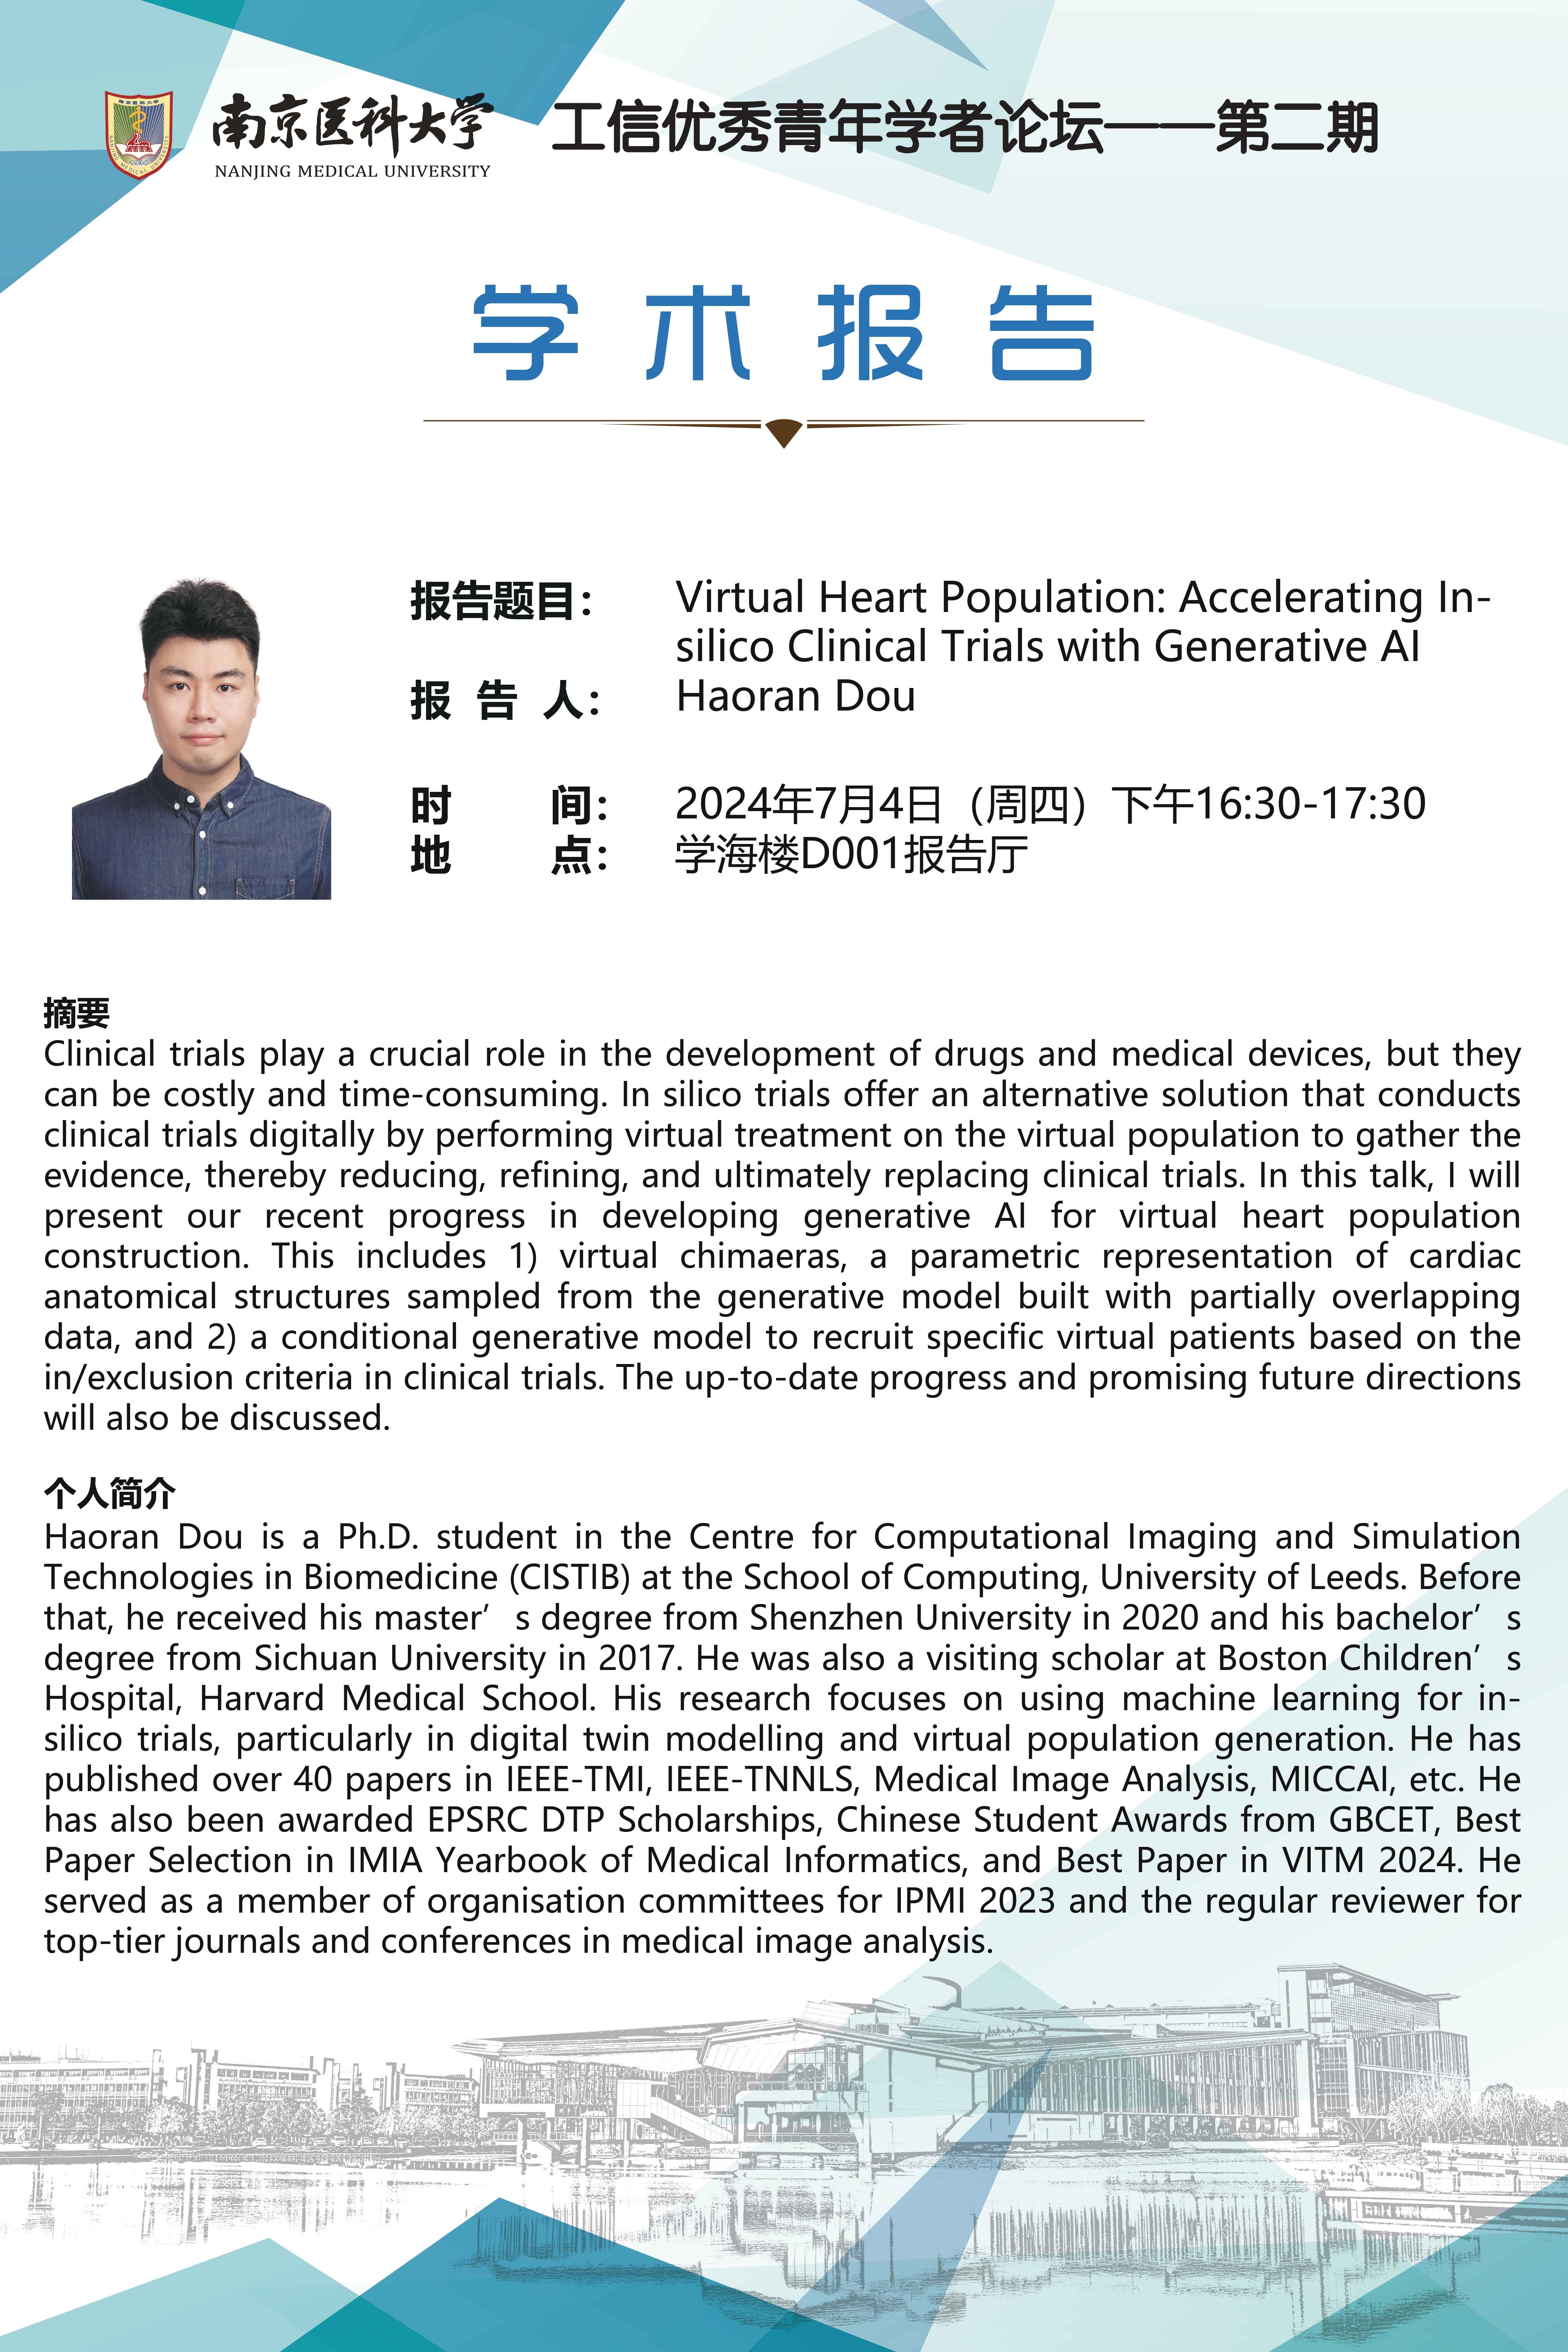 南京医科大学
NANJING MEDICAL UNIVERSITY
工信优秀青年学者论坛——第二期
学术报告
报告题目： Virtual Heart Population: Accelerating In-
silico Clinical Trials with Generative AI
报 告 人： Haoran Dou
时 间： 2024年7月4日（周四）下午16:30-17:30
地 点： 学海楼D001报告厅
摘要
Clinical trials play a crucial role in the development of drugs and medical devices, but they
can be costly and time-consuming. In silico trials offer an alternative solution that conducts
clinical trials digitally by performing virtual treatment on the virtual population to gather the
evidence, thereby reducing, refining, and ultimately replacing clinical trials. In this talk, I will
present our recent progress in developing generative AI for virtual heart population
construction. This includes 1) virtual chimaeras, a parametric representation of cardiac
anatomical structures sampled from the generative model built with partially overlapping
data, and 2) a conditional generative model to recruit specific virtual patients based on the
in/exclusion criteria in clinical trials. The up-to-date progress and promising future directions
will also be discussed.
个人简介
Haoran Dou is a Ph.D. student in the Centre for Computational Imaging and Simulation
Technologies in Biomedicine (CISTIB) at the School of Computing, University of Leeds. Before
that, he received his master’s degree from Shenzhen University in 2020 and his bachelor’s
degree from Sichuan University in 2017. He was also a visiting scholar at Boston Children’s
Hospital, Harvard Medical School. His research focuses on using machine learning for in-
silico trials, particularly in digital twin modelling and virtual population generation. He has
published over 40 papers in IEEE-TMI, IEEE-TNNLS, Medical Image Analysis, MICCAI, etc. He
has also been awarded EPSRC DTP Scholarships, Chinese Student Awards from GBCET, Best
Paper Selection in IMIA Yearbook of Medical Informatics, and Best Paper in VITM 2024. He
served as a member of organisation committees for IPMI 2023 and the regular reviewer for
top-tier journals and conferences in medical image analysis.